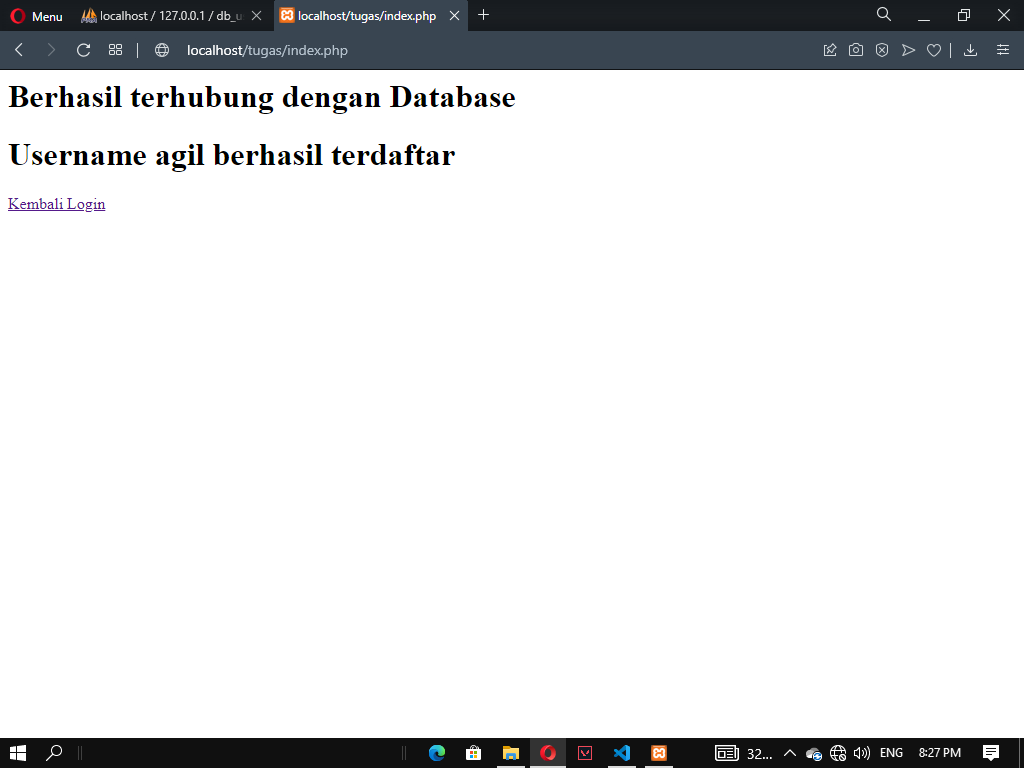 Menu
localhost / 127.0.0.1 / db_u
localhost/tugas/index.php
localhost/tugas/index.php
Berhasil terhubung dengan Database
Username agil berhasil terdaftar
Kembali Login
32...
ENG
8:27 PM